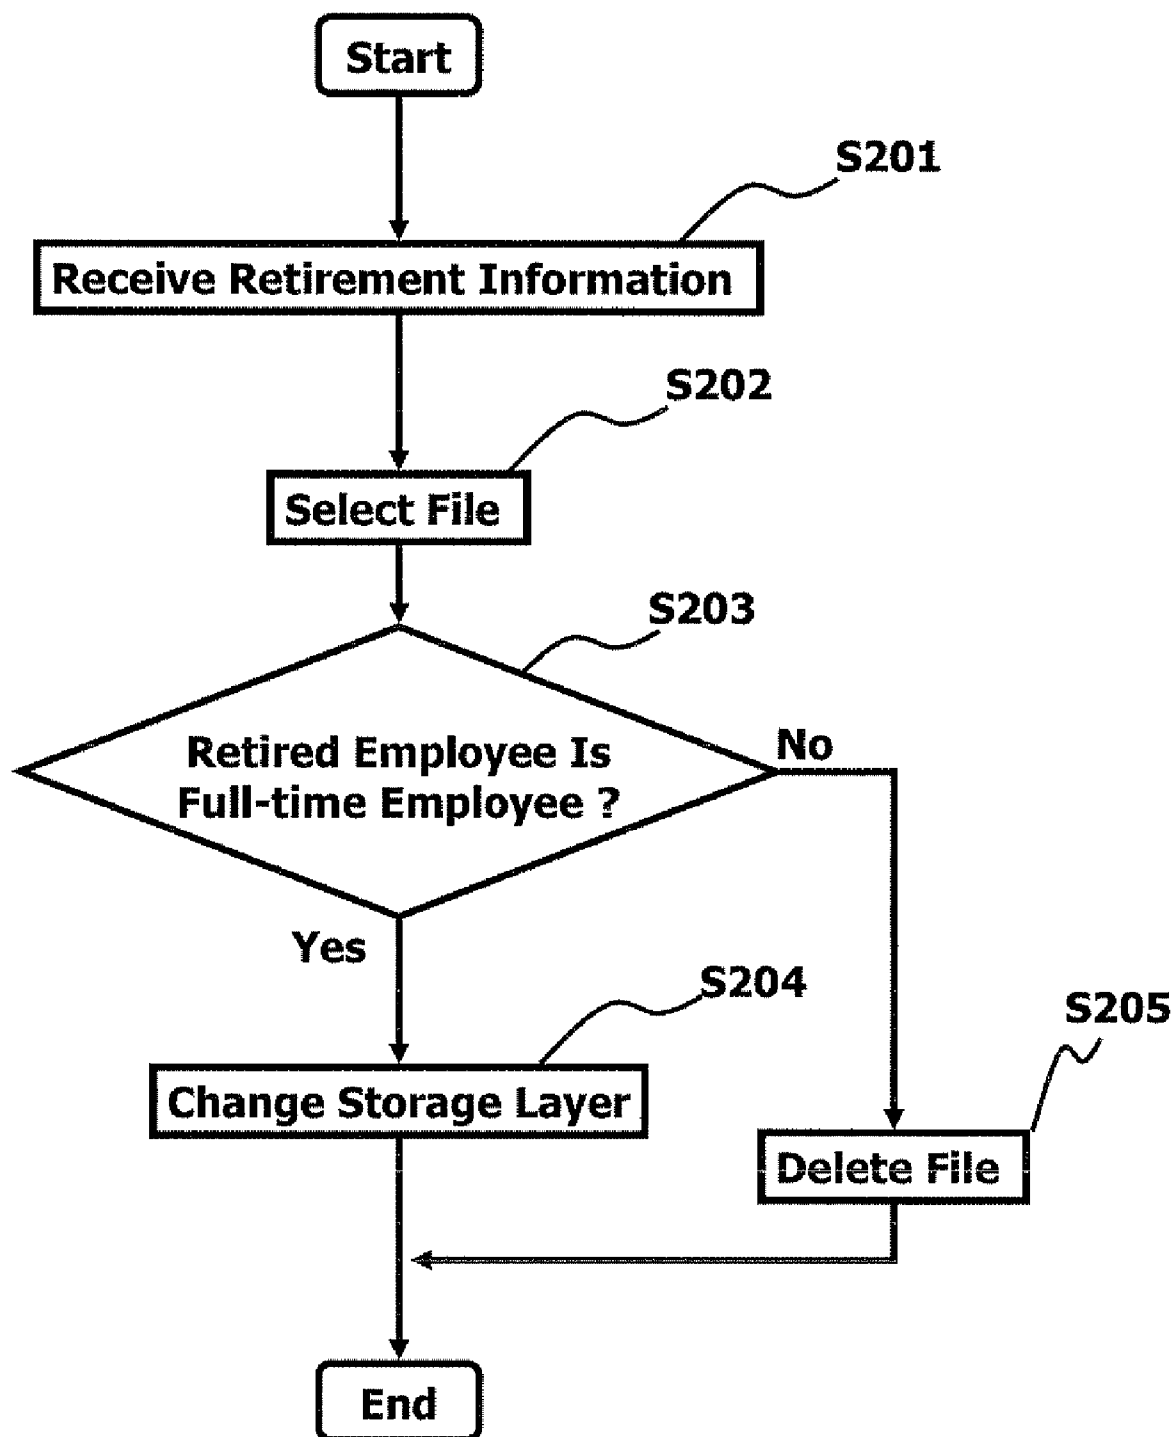 Start
S201
Receive Retirement Information
S202
Select File
S203
Retired Employee Is
Full-time Employee ?
No
Yes
S204
Change Storage Layer
S205
Delete File
End